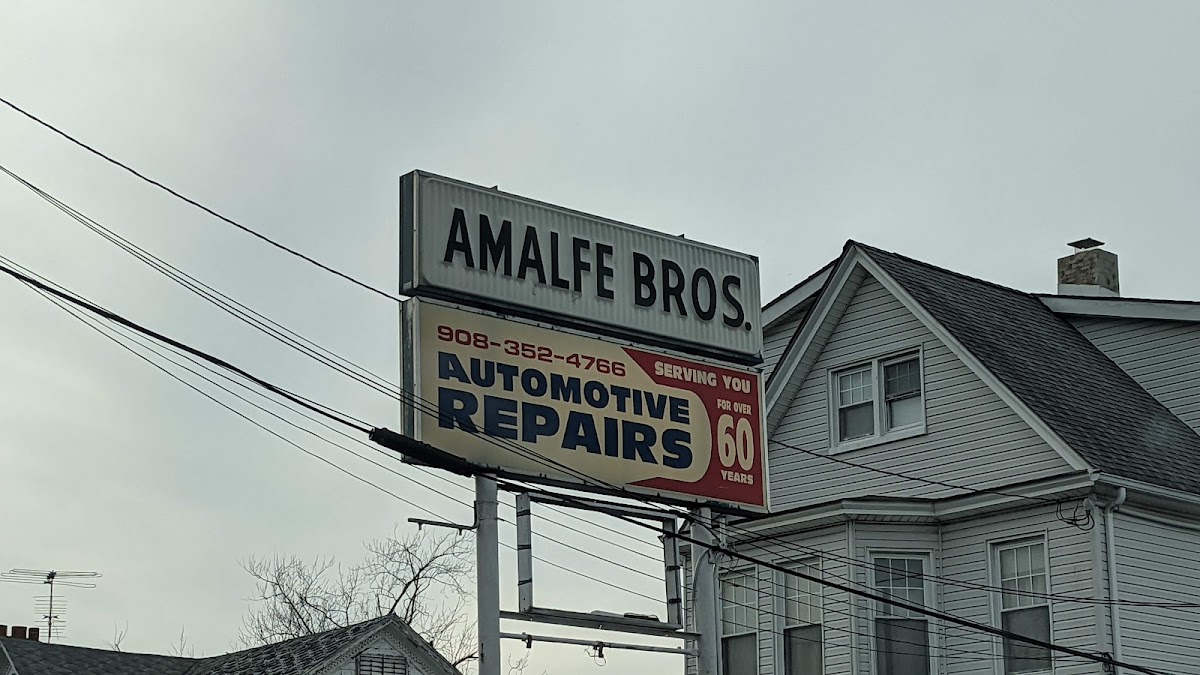 AMALFE BROS.
908-352-4766
AUTOMOTIVE
REPAIRS
SERVING YOU
FOR OVER
60
YEARS